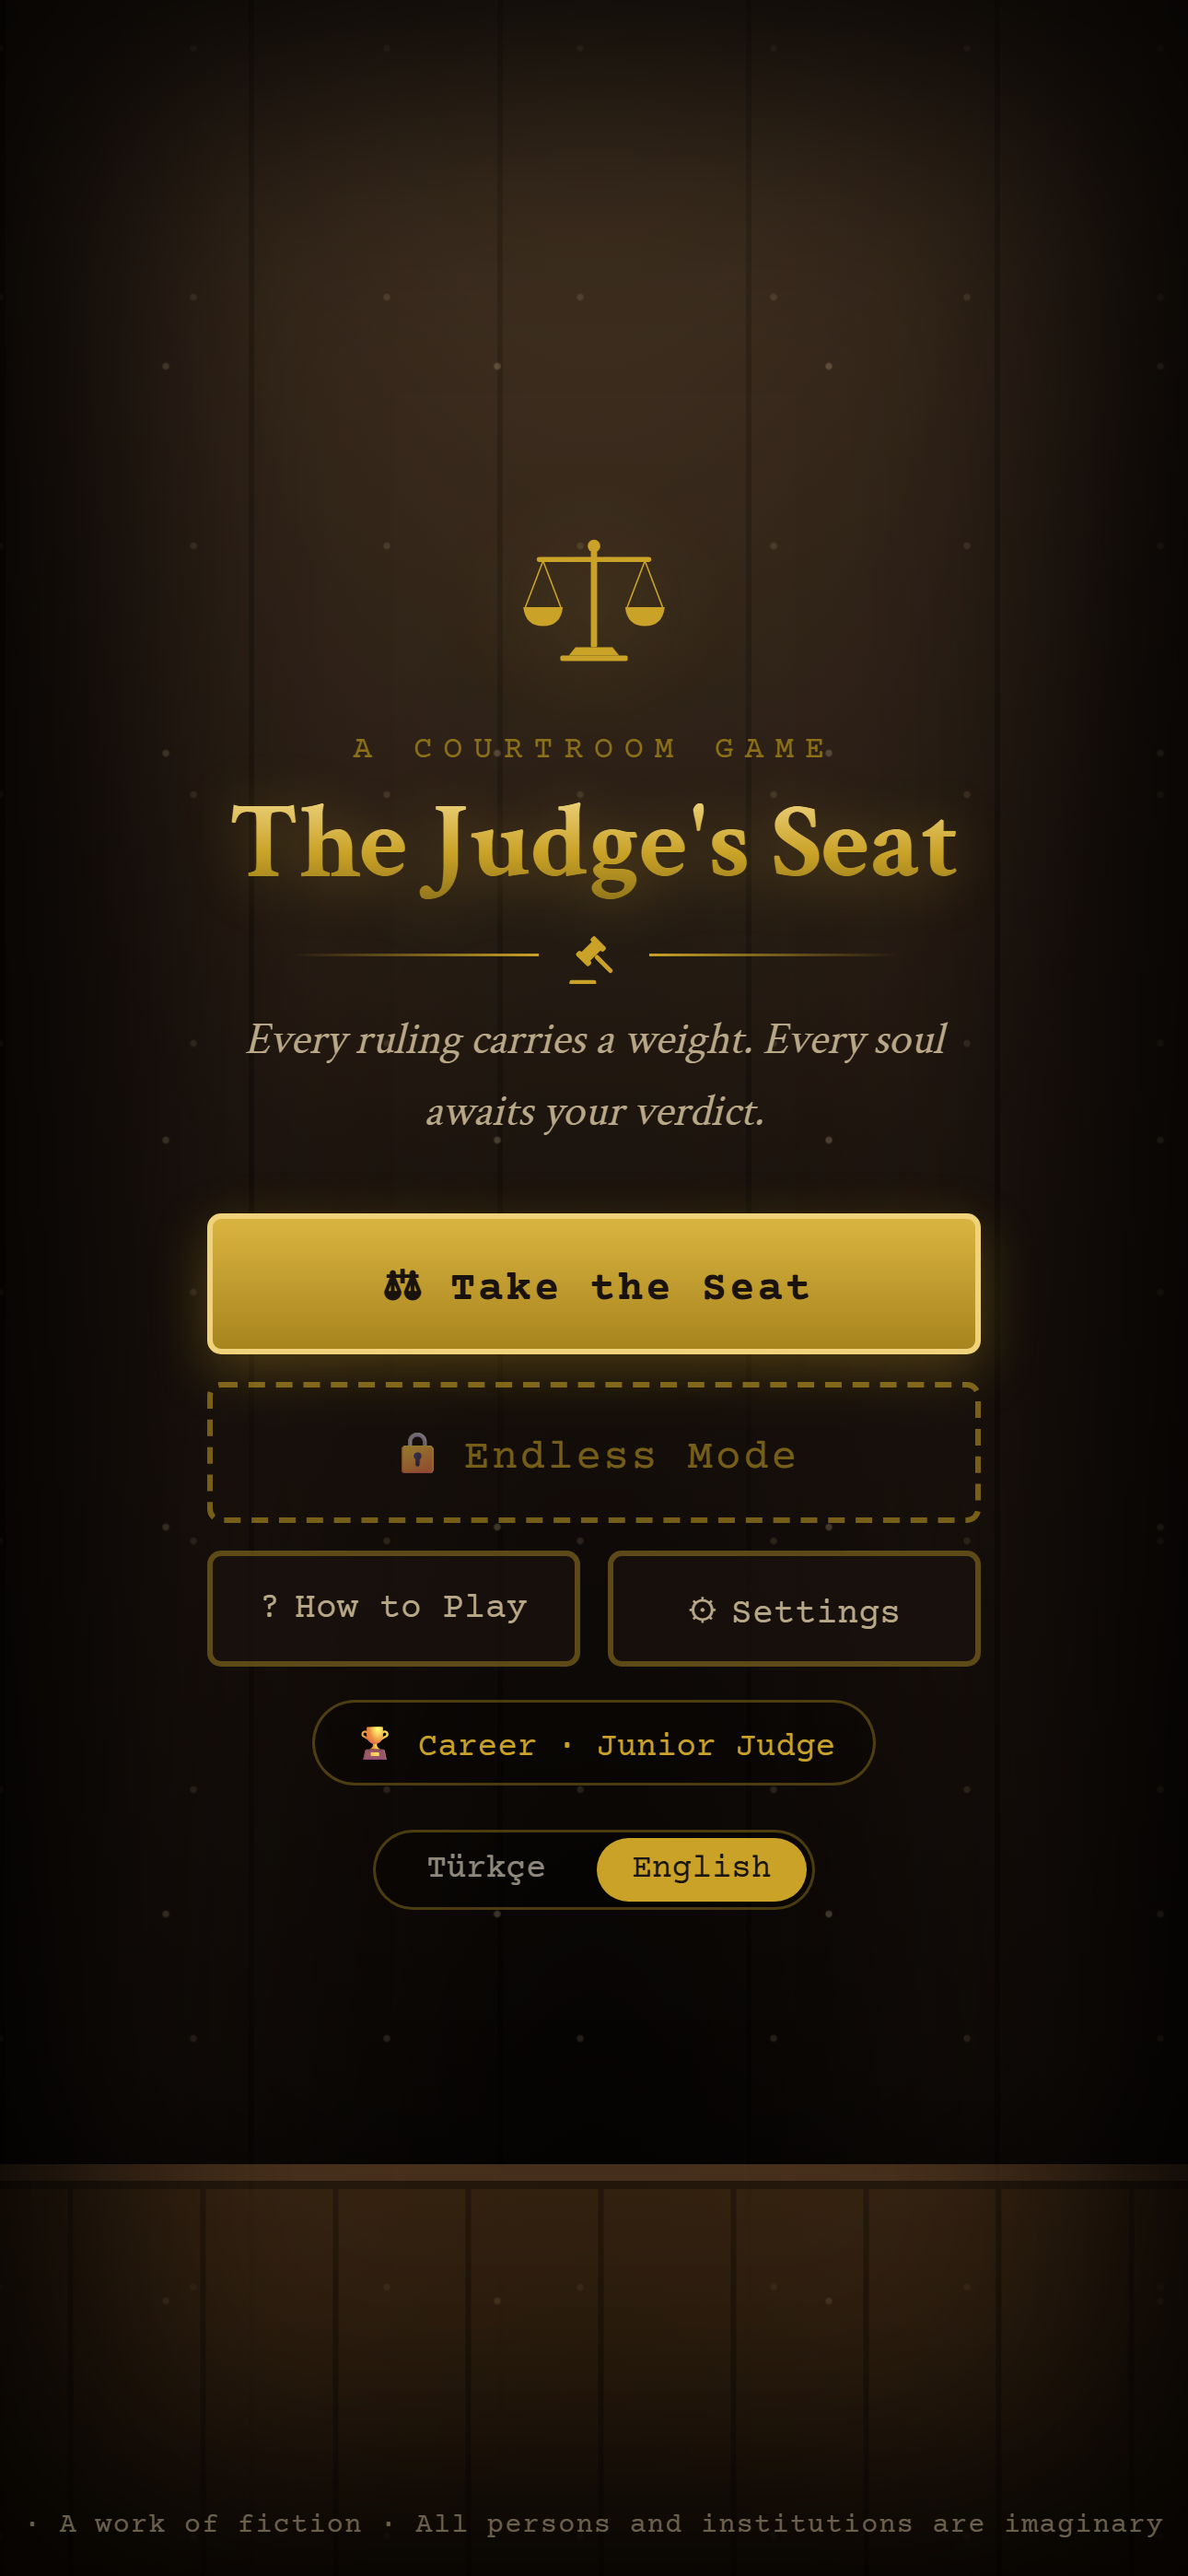 A COURTROOM GAME
The Judge's Seat
Every ruling carries a weight. Every soul
awaits your verdict.
Take the Seat
Endless Mode
? How to Play
Settings
Career · Junior Judge
Türkçe
English
· A work of fiction · All persons and institutions are imaginary